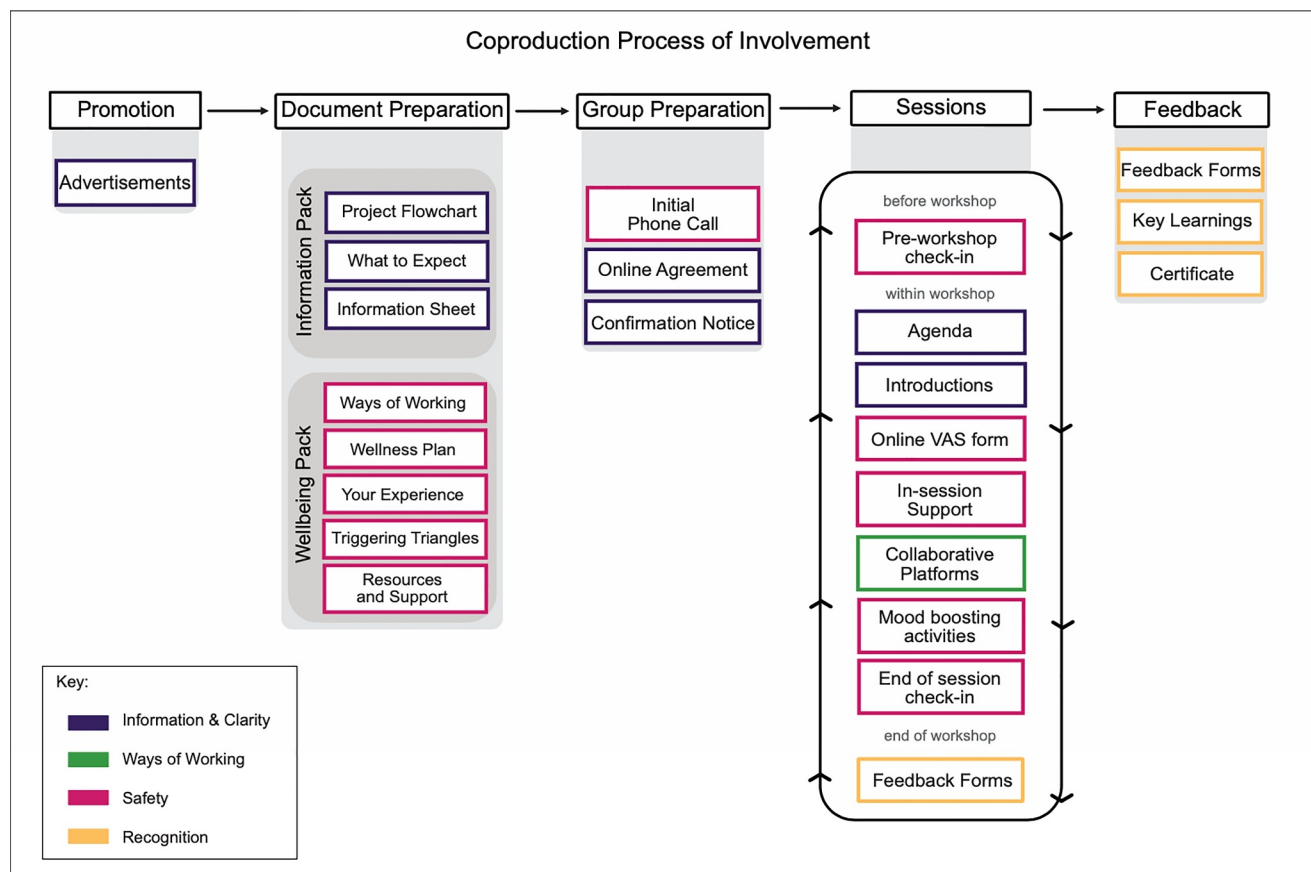 Coproduction Process of Involvement
Promotion
Advertisements
Document Preparation
Information Pack
Project Flowchart
What to Expect
Information Sheet
Wellbeing Pack
Ways of Working
Wellness Plan
Your Experience
Triggering Triangles
Resources
and Support
Group Preparation
Initial
Phone Call
Online Agreement
Confirmation Notice
Sessions
before workshop
Pre-workshop
check-in
within workshop
Agenda
Introductions
Online VAS form
In-session
Support
Collaborative
Platforms
Mood boosting
activities
End of session
check-in
end of workshop
Feedback Forms
Feedback
Feedback Forms
Key Learnings
Certificate
Key:
Information & Clarity
Ways of Working
Safety
Recognition